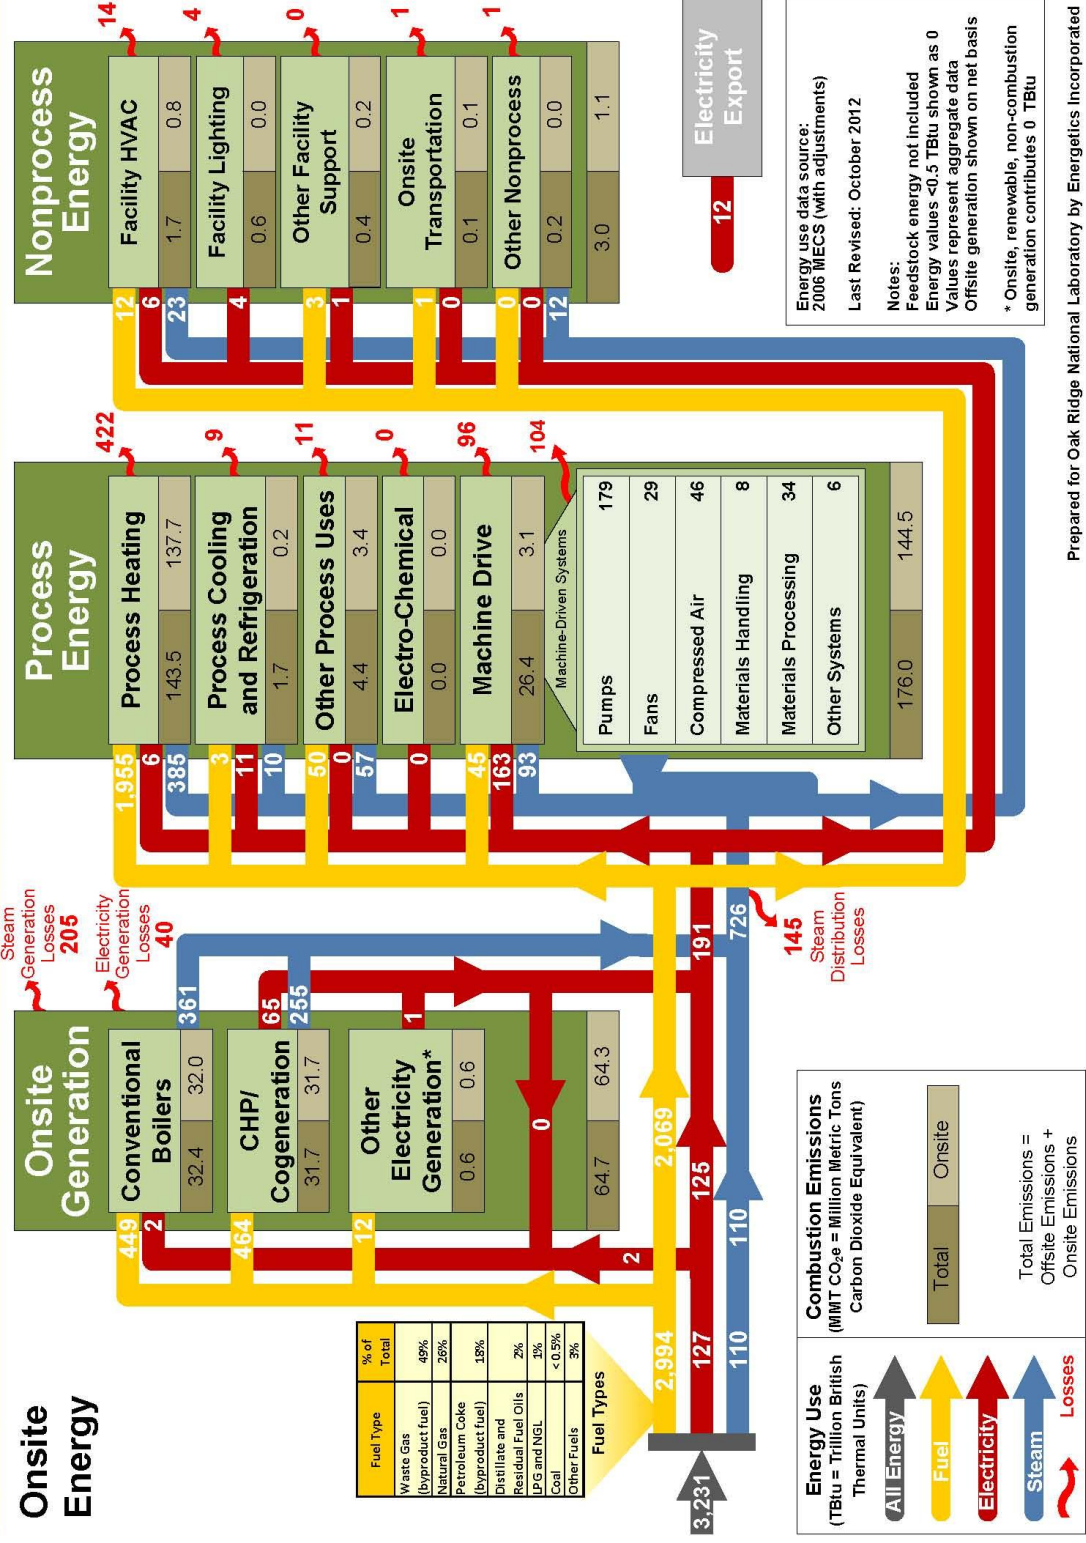 Onsite
Energy
Onsite
Generation
Conventional
Boilers
32.4
32.0
CHP/
Cogeneration
31.7
31.7
Other
Electricity
Generation*
0.6
0.6
64.7
64.3
449
2
464
12
361
65
255
1
0
2
Steam
Generation
Losses
205
Electricity
Generation
Losses
40
Fuel Type
% of
Total
Waste Gas
(byproduct fuel)
49%
Natural Gas
26%
Petroleum Coke
(byproduct fuel)
18%
Distillate and
Residual Fuel Oils
2%
LPG and NGL
1%
Coal
< 0.5%
Other Fuels
3%
Fuel Types
3,231
2,994
127
110
2,069
125
110
191
726
145
Steam
Distribution
Losses
Process
Energy
1,955
6
385
Process Heating
143.5
137.7
422
3
11
10
Process Cooling
and Refrigeration
1.7
0.2
9
50
0
57
Other Process Uses
4.4
3.4
11
0
Electro-Chemical
0.0
0.0
0
45
163
93
Machine Drive
26.4
3.1
96
Machine-Driven Systems
104
Pumps 179
Fans 29
Compressed Air 46
Materials Handling 8
Materials Processing 34
Other Systems 6
176.0
144.5
Nonprocess
Energy
12
6
23
Facility HVAC
1.7
0.8
14
4
Facility Lighting
0.6
0.0
4
3
1
Other Facility
Support
0.4
0.2
0
1
0
Onsite
Transportation
0.1
0.1
1
0
0
12
Other Nonprocess
0.2
0.0
1
3.0
1.1
12
Electricity
Export
Energy Use
(TBtu = Trillion British
Thermal Units)
All Energy
Fuel
Electricity
Steam
Losses
Combustion Emissions
(MMT CO₂e = Million Metric Tons
Carbon Dioxide Equivalent)
Total
Onsite
Total Emissions =
Offsite Emissions +
Onsite Emissions
Energy use data source:
2006 MECS (with adjustments)
Last Revised: October 2012
Notes:
Feedstock energy not included
Energy values <0.5 TBtu shown as 0
Values represent aggregate data
Offsite generation shown on net basis
* Onsite, renewable, non-combustion
generation contributes 0 TBtu
Prepared for Oak Ridge National Laboratory by Energetics Incorporated